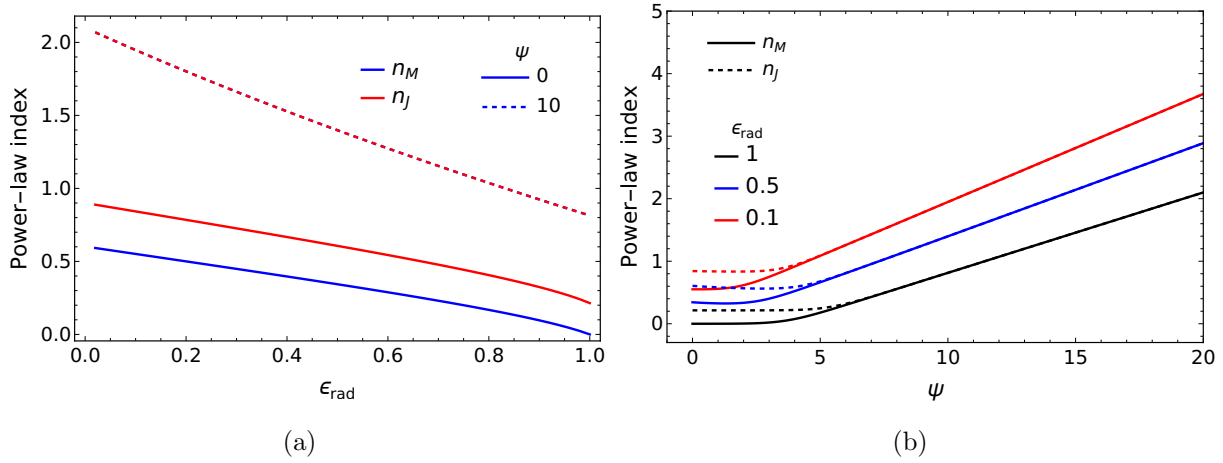 Power-law index
2.0
1.5
1.0
0.5
0.0
n_M
n_J
ψ
0
10
0.0 0.2 0.4 0.6 0.8 1.0
ϵ_rad
(a)
Power-law index
5
4
3
2
1
0
n_M
n_J
ϵ_rad
1
0.5
0.1
0 5 10 15 20
ψ
(b)